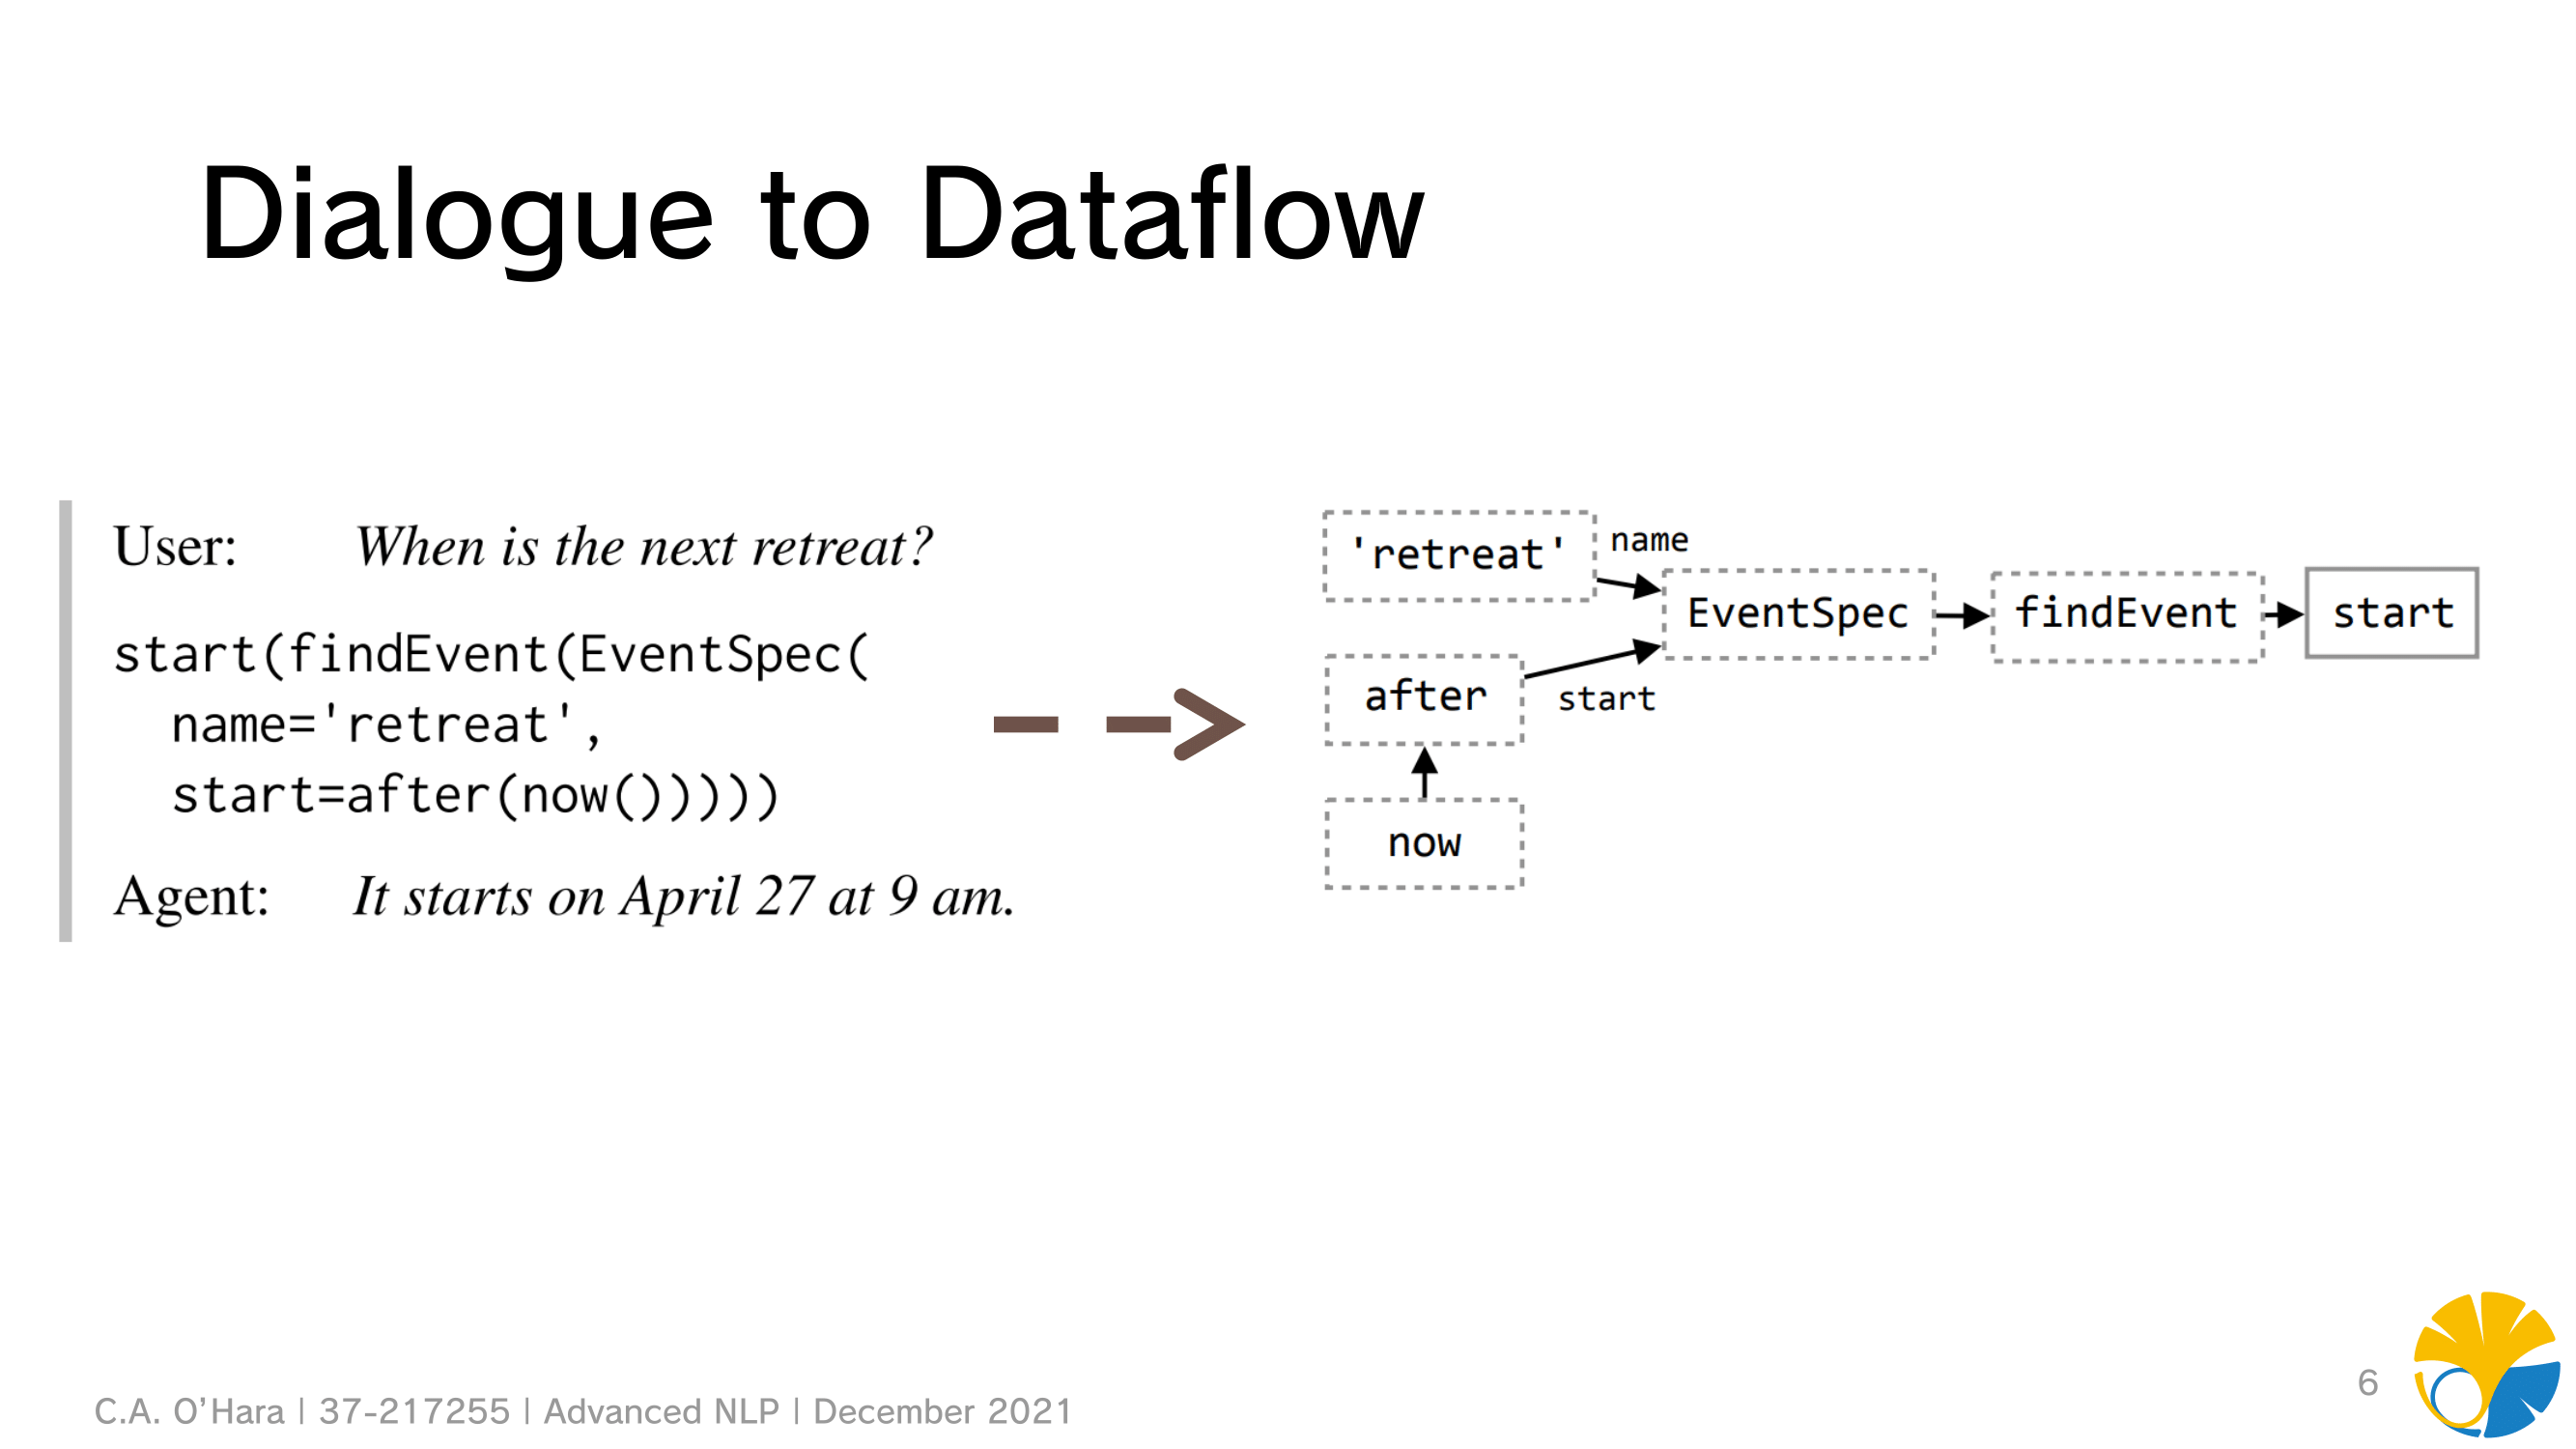 Dialogue to Dataflow
User: When is the next retreat?
start(findEvent(EventSpec(
name='retreat',
start=after(now()))))
Agent: It starts on April 27 at 9 am.
'retreat'
name
EventSpec
findEvent
start
after
start
now
C.A. O’Hara | 37-217255 | Advanced NLP | December 2021
6